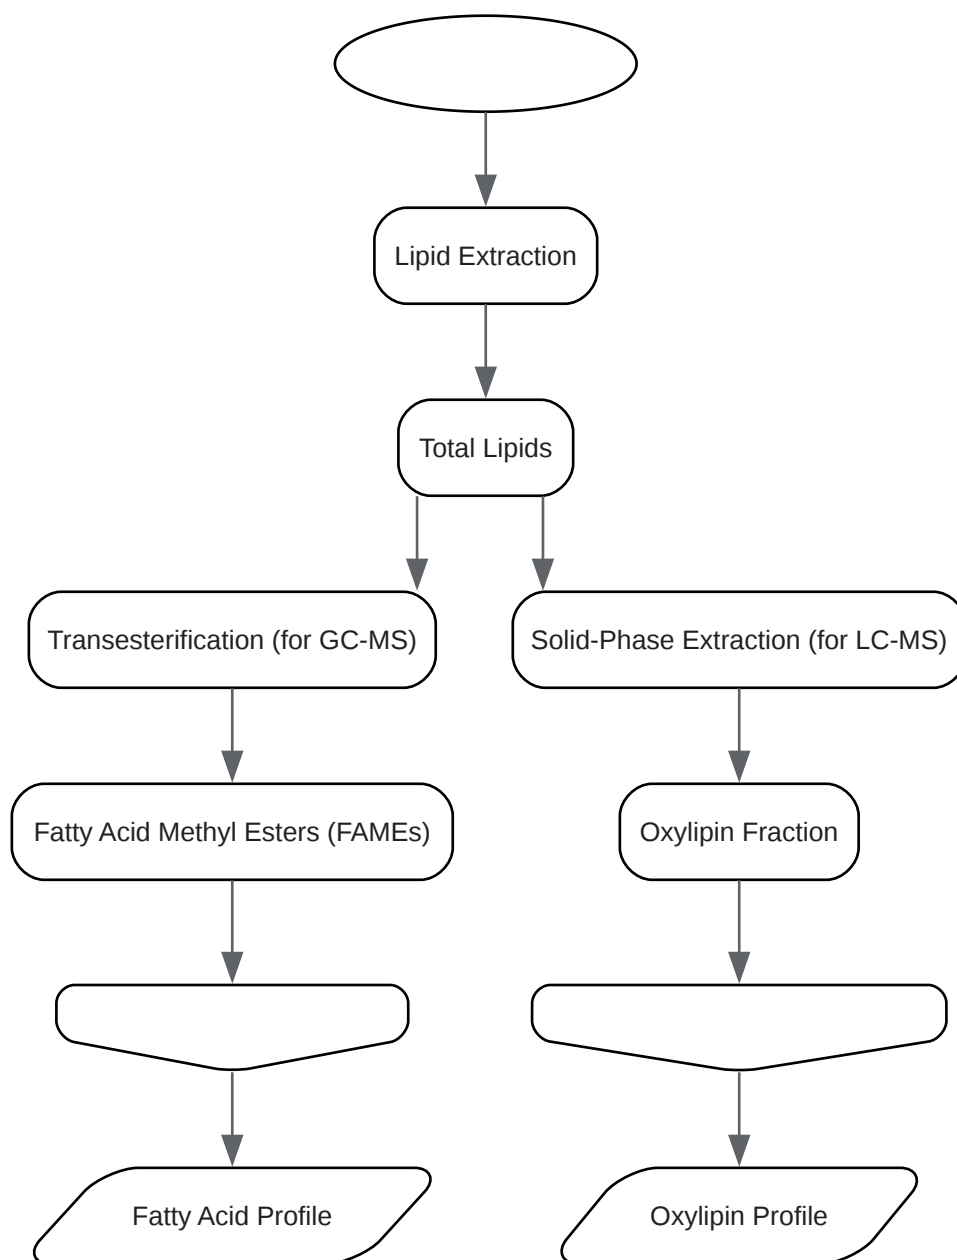 Lipid Extraction
Total Lipids
Transesterification (for GC-MS)
Solid-Phase Extraction (for LC-MS)
Fatty Acid Methyl Esters (FAMEs)
Oxylipin Fraction
Fatty Acid Profile
Oxylipin Profile